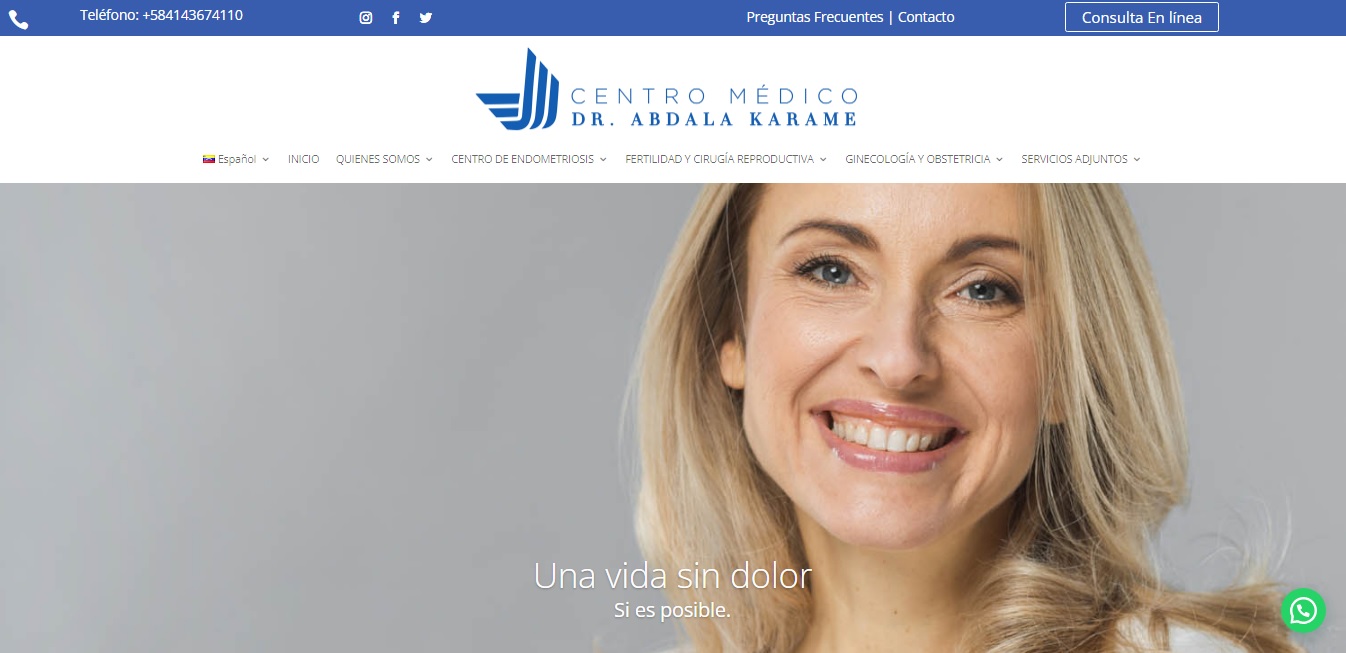 Teléfono: +584143674110
Preguntas Frecuentes | Contacto
Consulta En línea
CENTRO MÉDICO
DR. ABDALA KARAME
Español
INICIO
QUIENES SOMOS
CENTRO DE ENDOMETRIOSIS
FERTILIDAD Y CIRUGÍA REPRODUCTIVA
GINECOLOGÍA Y OBSTETRICIA
SERVICIOS ADJUNTOS
Una vida sin dolor
Si es posible.